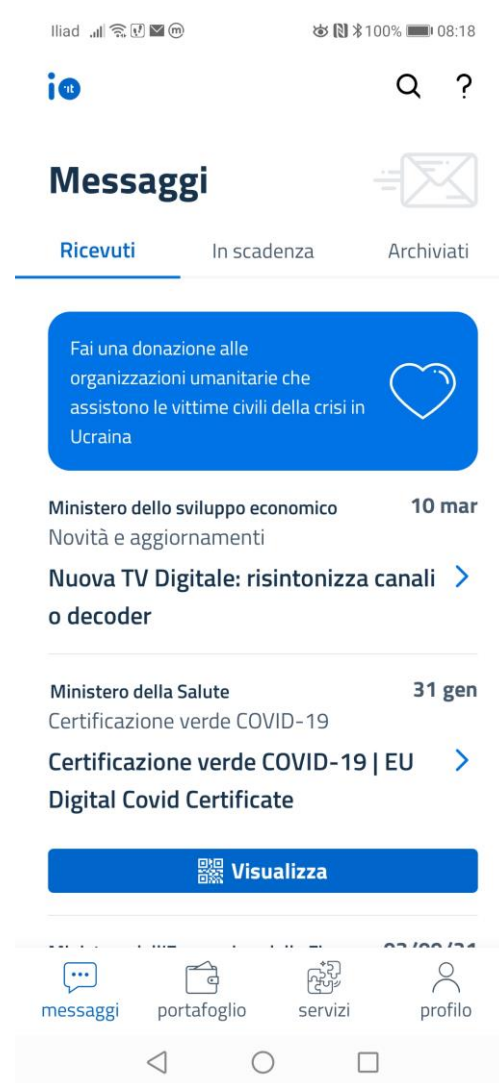 Iliad 100% 08:18
io it
Messaggi
Ricevuti In scadenza Archiviati
Fai una donazione alle
organizzazioni umanitarie che
assistono le vittime civili della crisi in
Ucraina
Ministero dello sviluppo economico 10 mar
Novità e aggiornamenti
Nuova TV Digitale: risintonizza canali
o decoder
Ministero della Salute 31 gen
Certificazione verde COVID-19
Certificazione verde COVID-19 | EU
Digital Covid Certificate
Visualizza
messaggi portafoglio servizi profilo